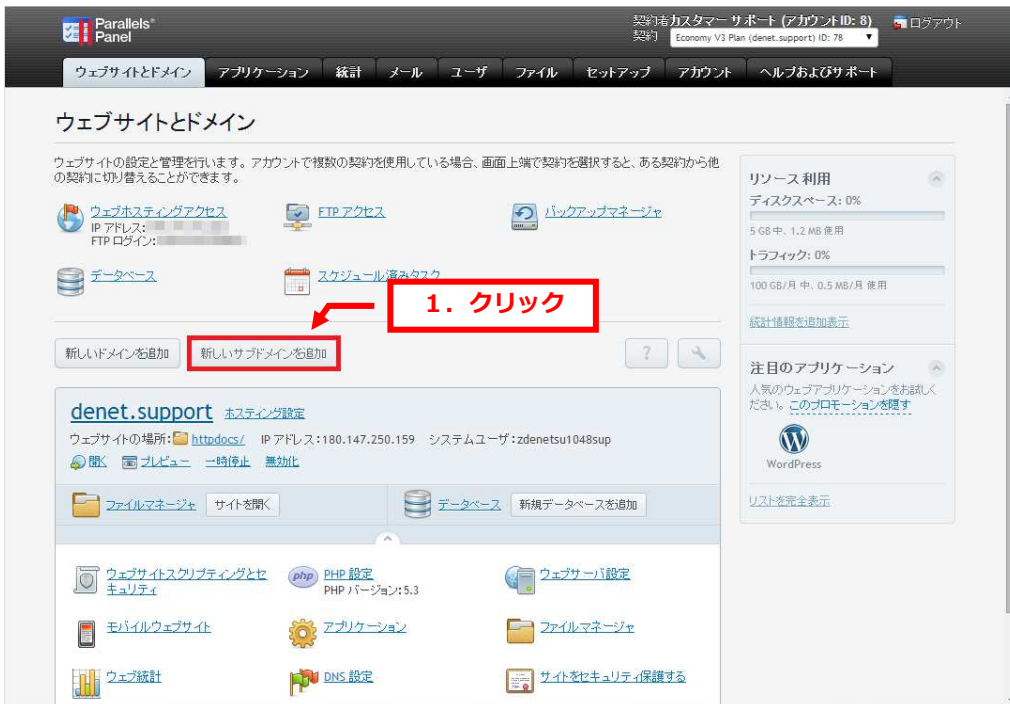 Parallels®
Panel
契約者カスタマー サポート (アカウントID: 8)
契約 Economy V3 Plan (denet.support) ID: 78
ログアウト
ウェブサイトとドメイン アプリケーション 統計 メール ユーザ ファイル セットアップ アカウント ヘルプおよびサポート
ウェブサイトとドメイン
ウェブサイトの設定と管理を行います。アカウントで複数の契約を使用している場合、画面上端で契約を選択すると、ある契約から他
の契約に切り替えることができます。
ウェブホスティングアクセス
IP アドレス:
FTP ログイン:
FTP アクセス
バックアップマネージャ
データベース
スケジュール済みタスク
1．クリック
新しいドメインを追加 新しいサブドメインを追加
?
denet.support ホスティング設定
ウェブサイトの場所: httpdocs/ IP アドレス:180.147.250.159 システムユーザ:zdenetsu1048sup
開く プレビュー 一時停止 無効化
ファイルマネージャ サイトを開く データベース 新規データベースを追加
ウェブサイトスクリプティングとセ
キュリティ
php
PHP 設定
PHP バージョン:5.3
ウェブサーバ設定
モバイルウェブサイト
アプリケーション
ファイルマネージャ
ウェブ統計
DNS 設定
サイトをセキュリティ保護する
リソース利用
ディスクスペース: 0%
5 GB 中、1.2 MB 使用
トラフィック: 0%
100 GB/月 中、0.5 MB/月 使用
統計情報を追加表示
注目のアプリケーション
人気のウェブアプリケーションをお試しく
ださい。このプロモーションを隠す
WordPress
リストを完全表示